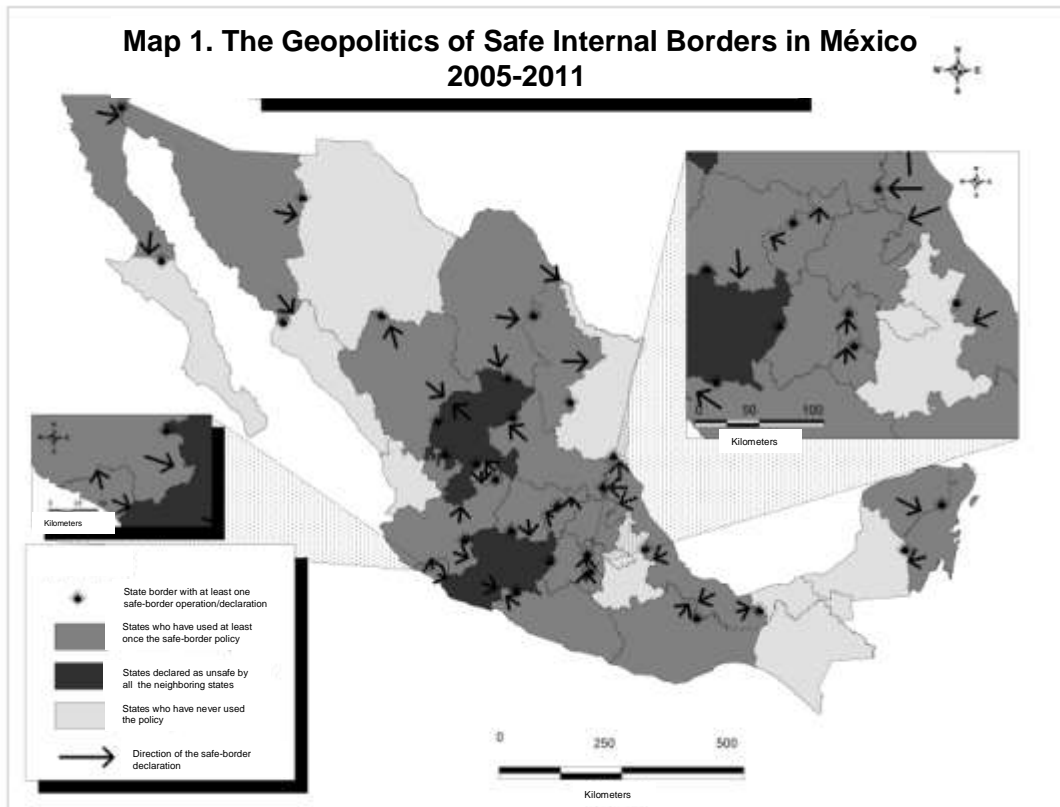 Map 1. The Geopolitics of Safe Internal Borders in México
2005-2011
N
W E
S
0 50 100
Kilometers
Kilometers
State border with at least one
safe-border operation/declaration
States who have used at least
once the safe-border policy
States declared as unsafe by
all the neighboring states
States who have never used
the policy
Direction of the safe-border
declaration
0 250 500
Kilometers